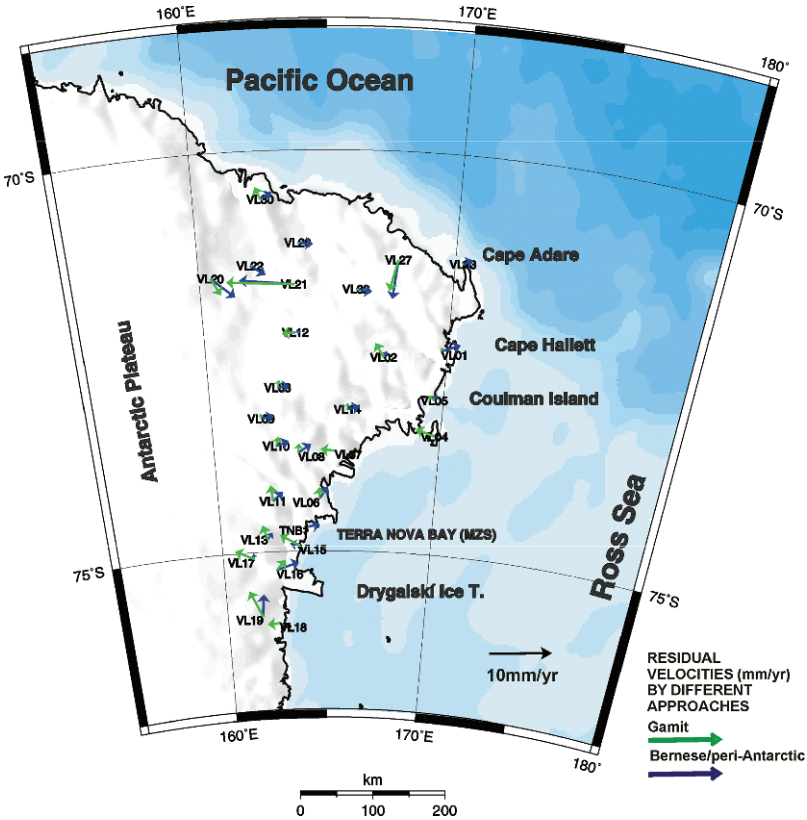 160°E
170°E
180°
Pacific Ocean
70°S
70°S
VL30
VL29
VL27
VL23
Cape Adare
VL22
VL20
VL21
VL32
VL12
Cape Hallett
VL02
VL01
Antarctic Plateau
VL03
VL05
Coulman Island
VL14
VL09
VL04
VL10
VL08
VL07
VL11
VL06
Ross Sea
TNB1
TERRA NOVA BAY (MZS)
VL13
VL15
VL17
VL16
75°S
Drygalski Ice T.
75°S
VL19
VL18
10mm/yr
RESIDUAL
VELOCITIES (mm/yr)
BY DIFFERENT
APPROACHES
Gamit
Bernese/peri-Antarctic
160°E
170°E
180°
km
0 100 200